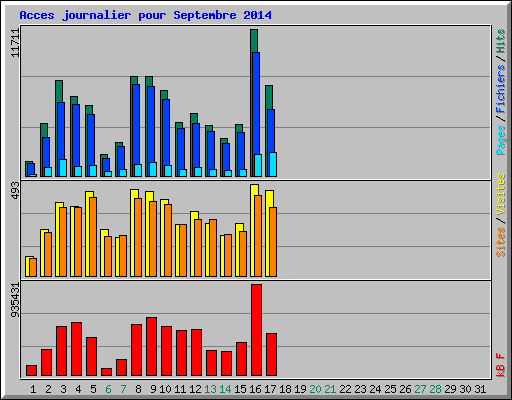 Acces journalier pour Septembre 2014
11711
493
935431
Pages / Fichiers / Hits
Sites / Visites
kB F
1 2 3 4 5 6 7 8 9 10 11 12 13 14 15 16 17 18 19 20 21 22 23 24 25 26 27 28 29 30 31